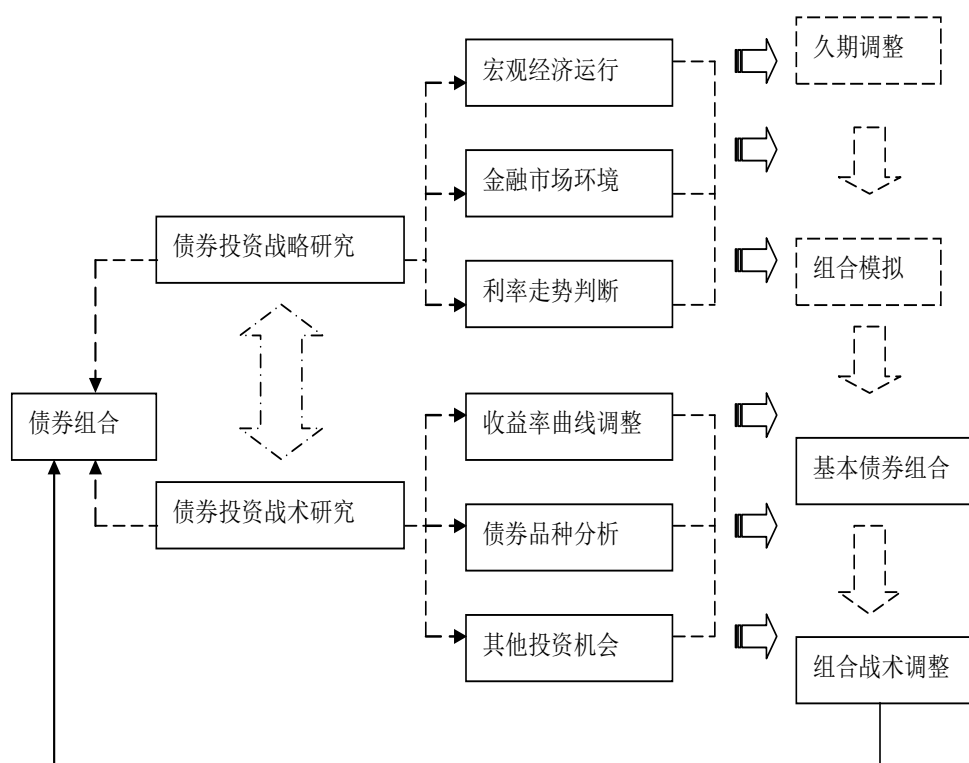 宏观经济运行
久期调整
金融市场环境
债券投资战略研究
组合模拟
利率走势判断
债券组合
收益率曲线调整
基本债券组合
债券投资战术研究
债券品种分析
其他投资机会
组合战术调整